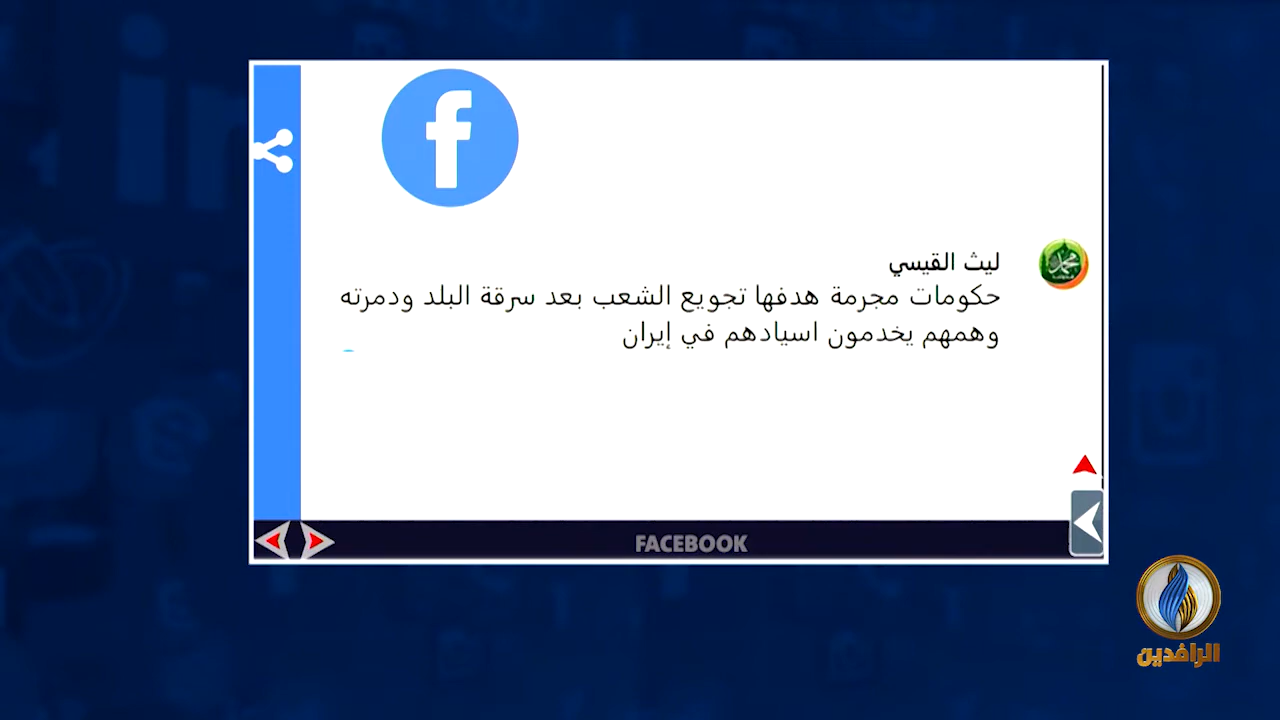 ليث القيسي
حكومات مجرمة هدفها تجويع الشعب بعد سرقة البلد ودمرته
وهمهم يخدمون اسيادهم في إيران
FACEBOOK
الرافدين